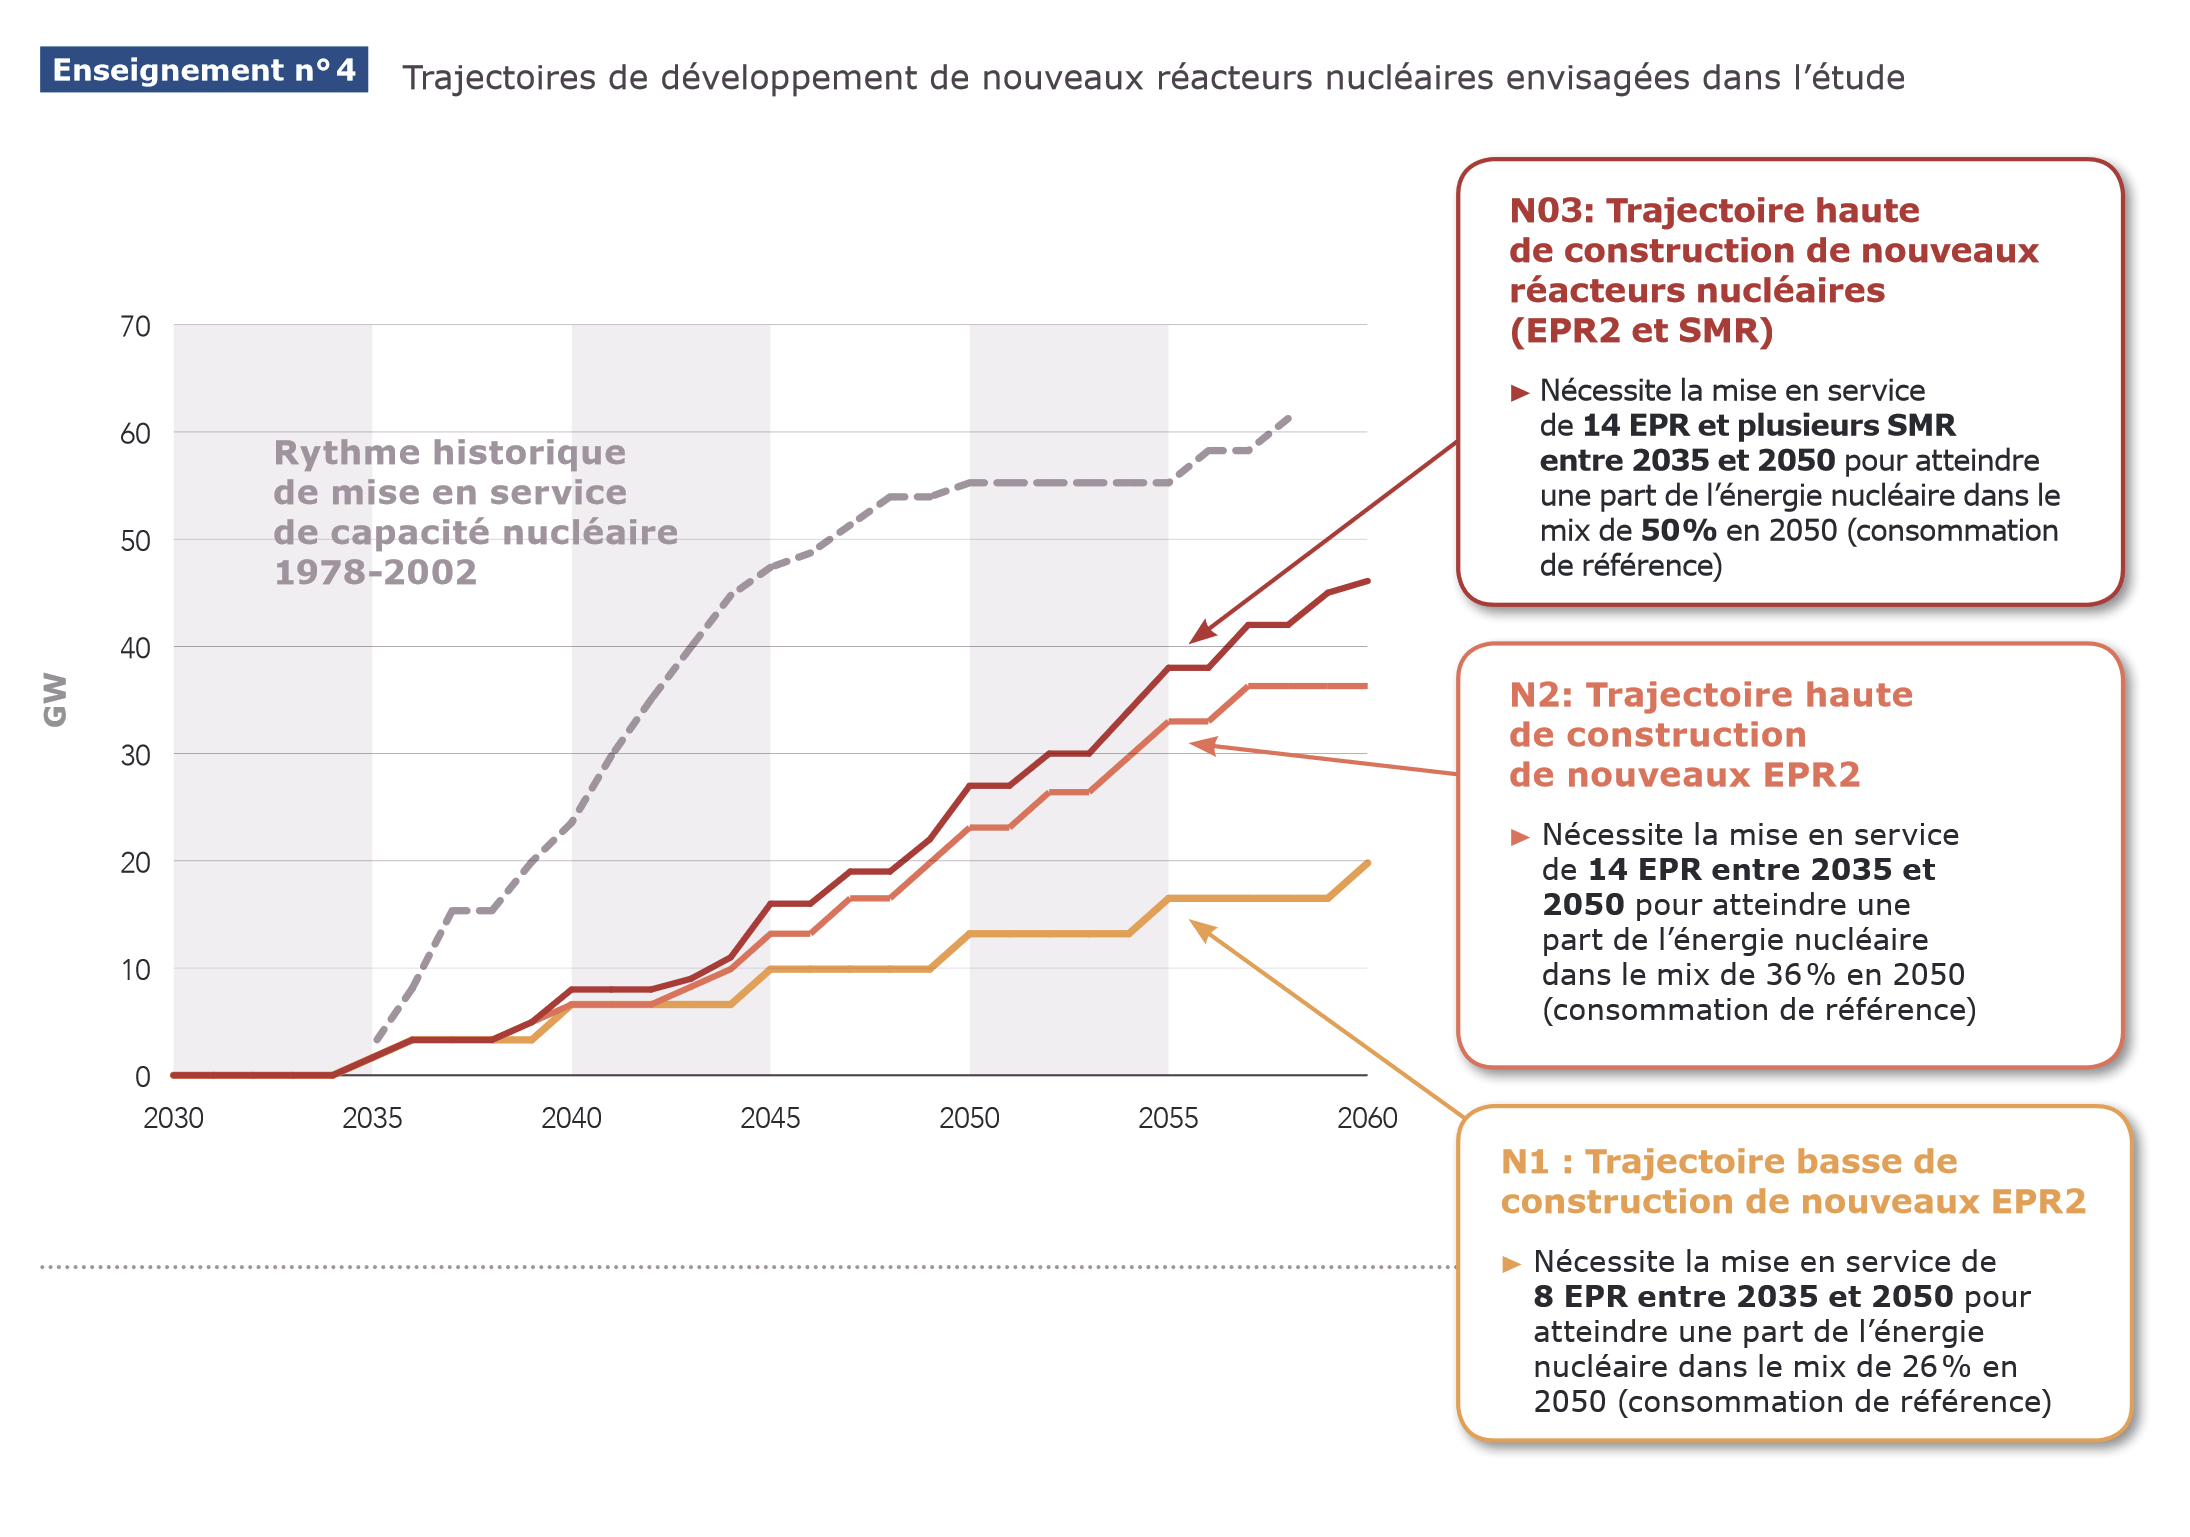 Enseignement n° 4
Trajectoires de développement de nouveaux réacteurs nucléaires envisagées dans l’étude
GW
70
60
50
40
30
20
10
0
2030
2035
2040
2045
2050
2055
2060
Rythme historique
de mise en service
de capacité nucléaire
1978-2002
N03: Trajectoire haute
de construction de nouveaux
réacteurs nucléaires
(EPR2 et SMR)
► Nécessite la mise en service
de 14 EPR et plusieurs SMR
entre 2035 et 2050 pour atteindre
une part de l’énergie nucléaire dans le
mix de 50 % en 2050 (consommation
de référence)
N2: Trajectoire haute
de construction
de nouveaux EPR2
► Nécessite la mise en service
de 14 EPR entre 2035 et
2050 pour atteindre une
part de l’énergie nucléaire
dans le mix de 36 % en 2050
(consommation de référence)
N1 : Trajectoire basse de
construction de nouveaux EPR2
► Nécessite la mise en service de
8 EPR entre 2035 et 2050 pour
atteindre une part de l’énergie
nucléaire dans le mix de 26 % en
2050 (consommation de référence)